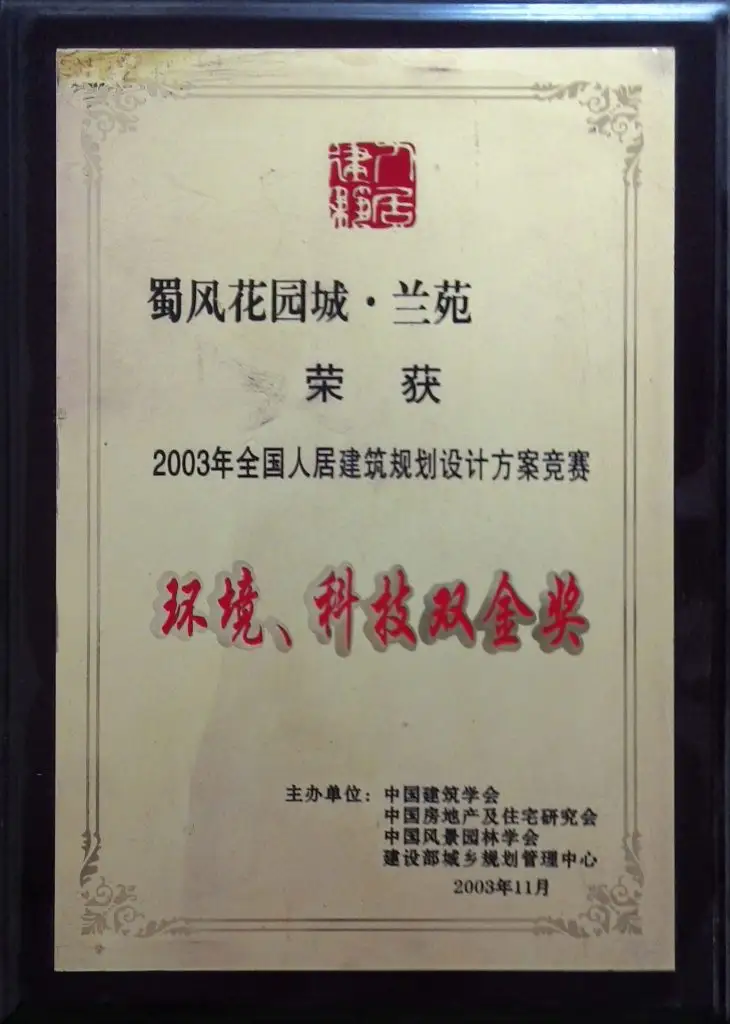 人居
建築
蜀风花园城·兰苑
荣 获
2003年全国人居建筑规划设计方案竞赛
环境、科技双金奖
主办单位：中国建筑学会
中国房地产及住宅研究会
中国风景园林学会
建设部城乡规划管理中心
2003年11月